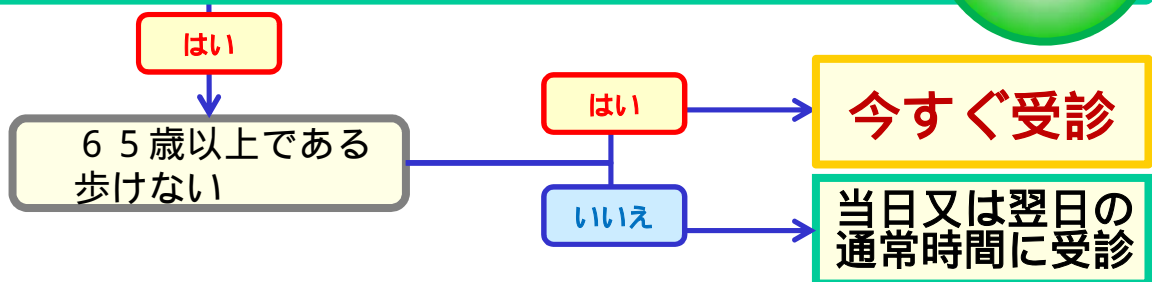 はい
６５歳以上である
歩けない
はい
今すぐ受診
いいえ
当日又は翌日の
通常時間に受診